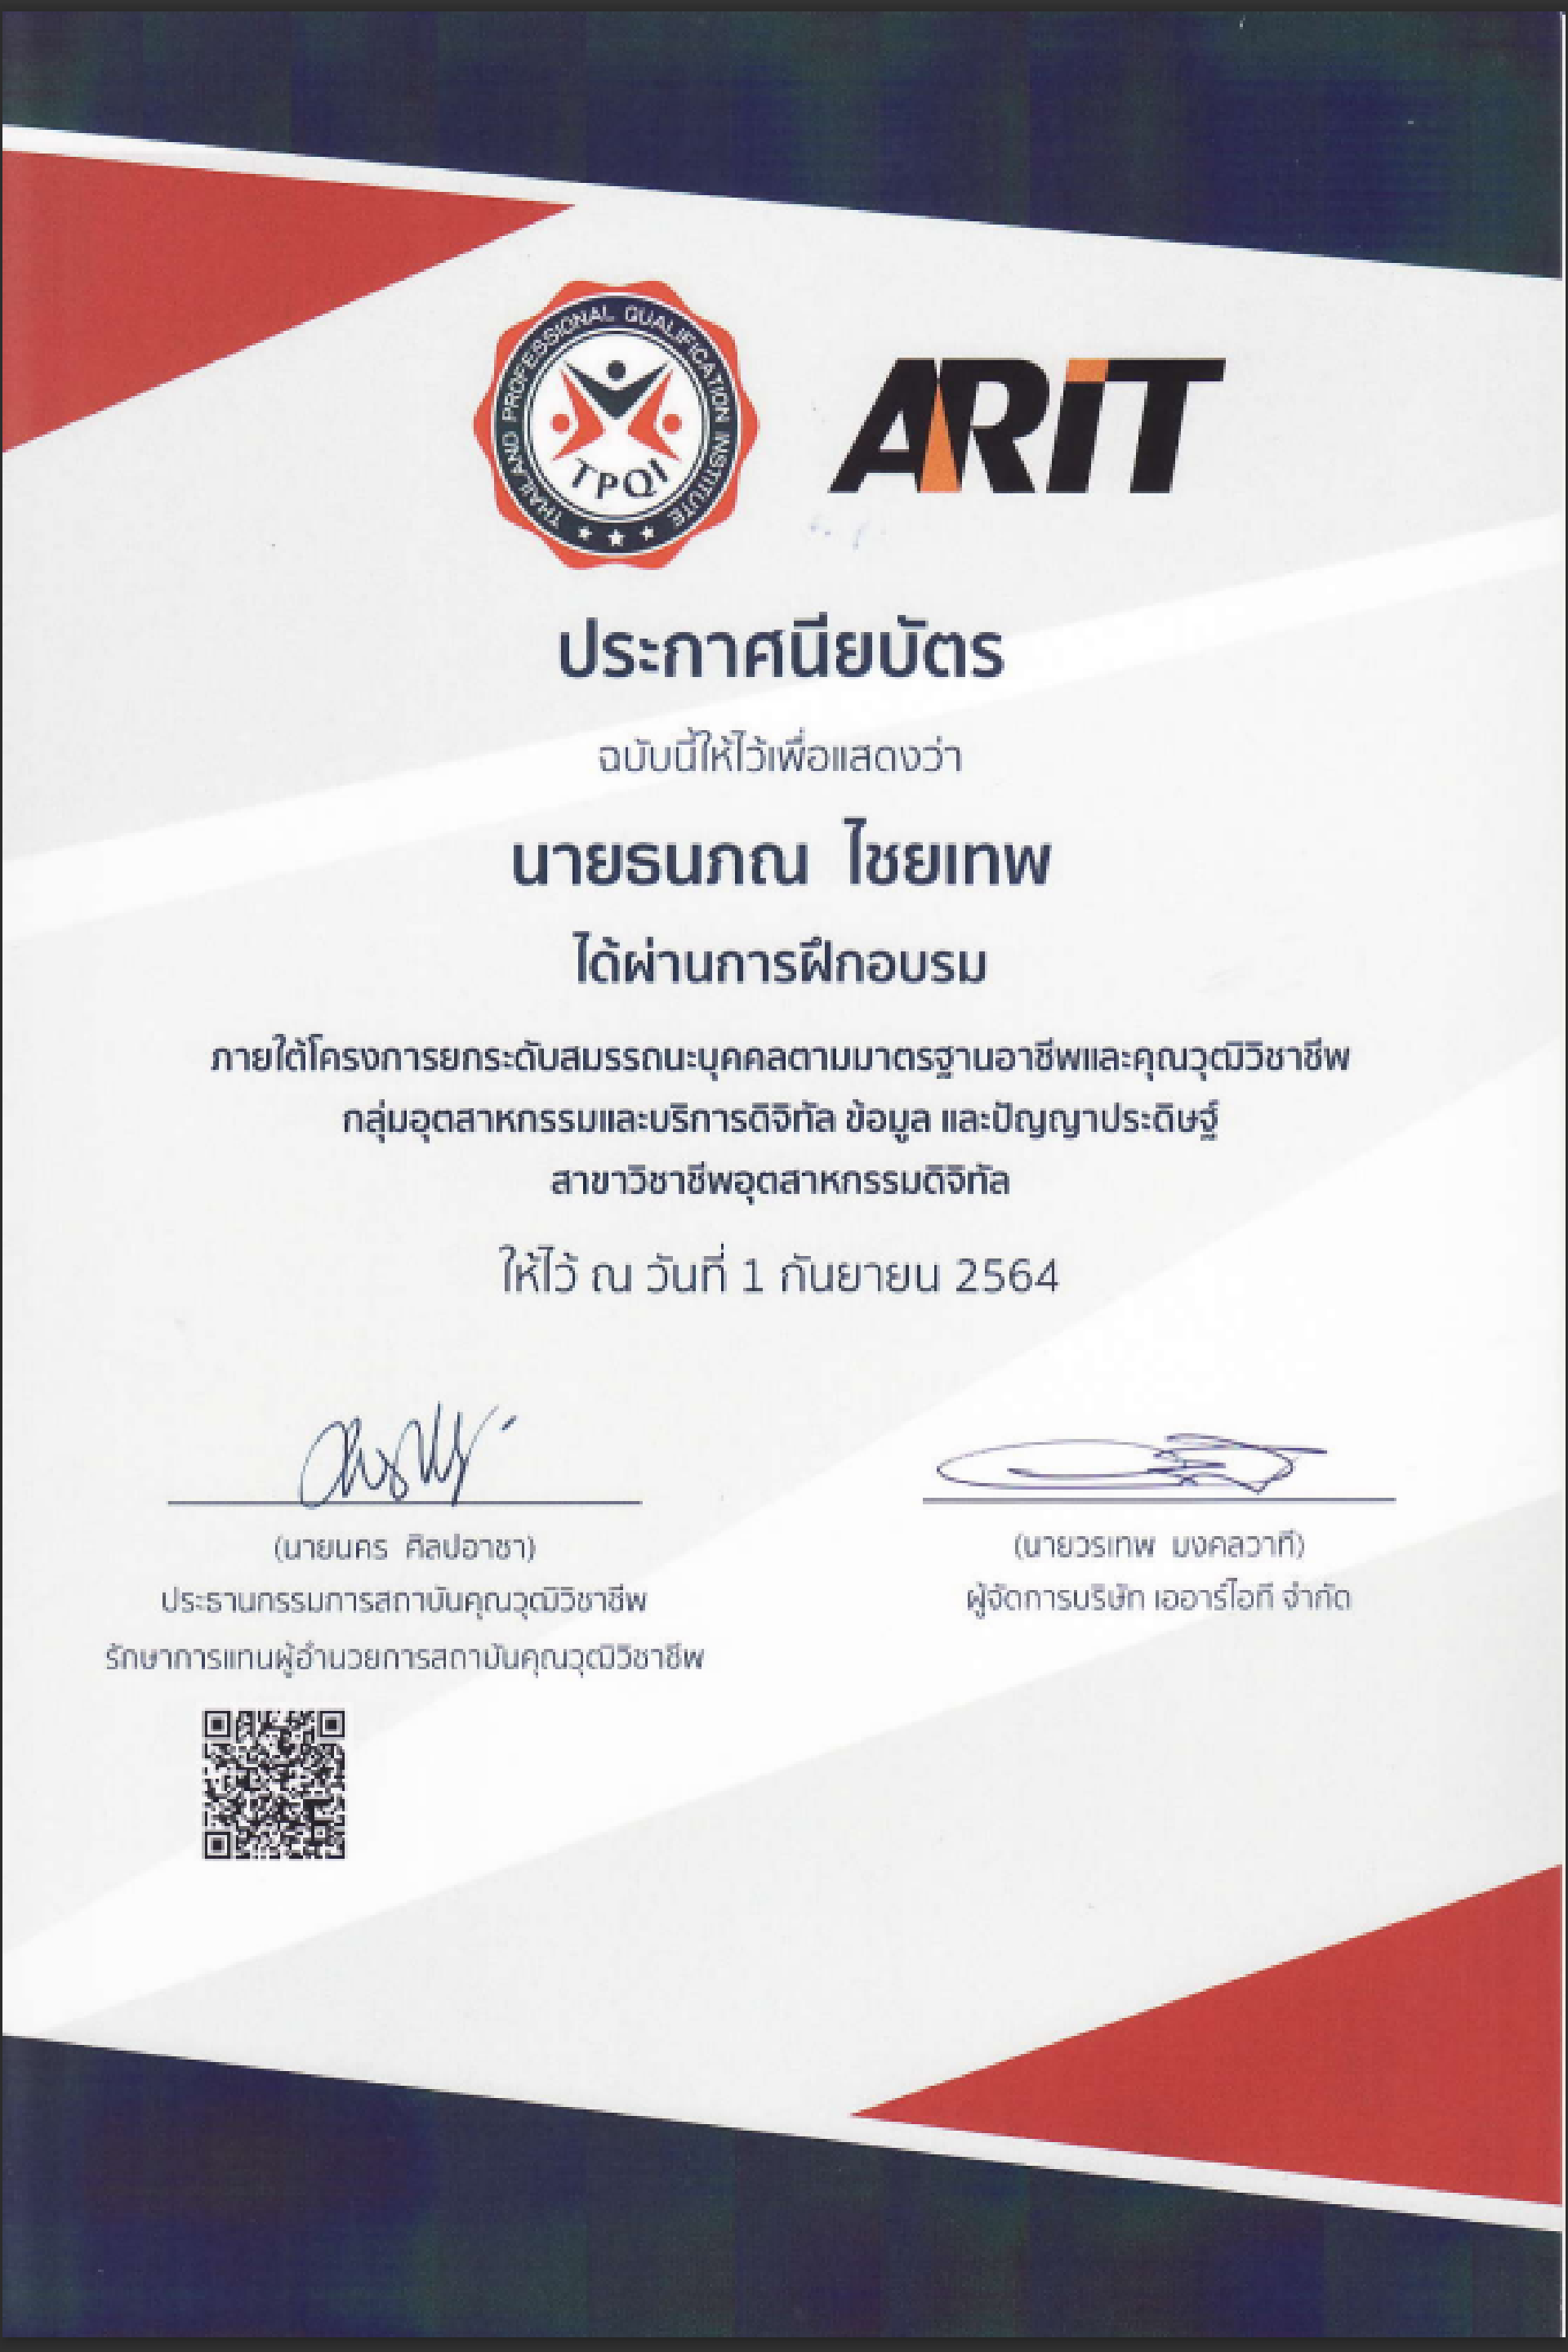 THAILAND PROFESSIONAL QUALIFICATION INSTITUTE
TPQI
ARiT
ประกาศนียบัตร
ฉบับนี้ให้ไว้เพื่อแสดงว่า
นายธนภณ ไชยเทพ
ได้ผ่านการฝึกอบรม
ภายใต้โครงการยกระดับสมรรถนะบุคคลตามมาตรฐานอาชีพและคุณวุฒิวิชาชีพ
กลุ่มอุตสาหกรรมและบริการดิจิทัล ข้อมูล และปัญญาประดิษฐ์
สาขาวิชาชีพอุตสาหกรรมดิจิทัล
ให้ไว้ ณ วันที่ 1 กันยายน 2564
(นายนคร ศิลปอาชา)
ประธานกรรมการสถาบันคุณวุฒิวิชาชีพ
รักษาการแทนผู้อำนวยการสถาบันคุณวุฒิวิชาชีพ
(นายวรเทพ มงคลวาที)
ผู้จัดการบริษัท เออาร์ไอที จำกัด